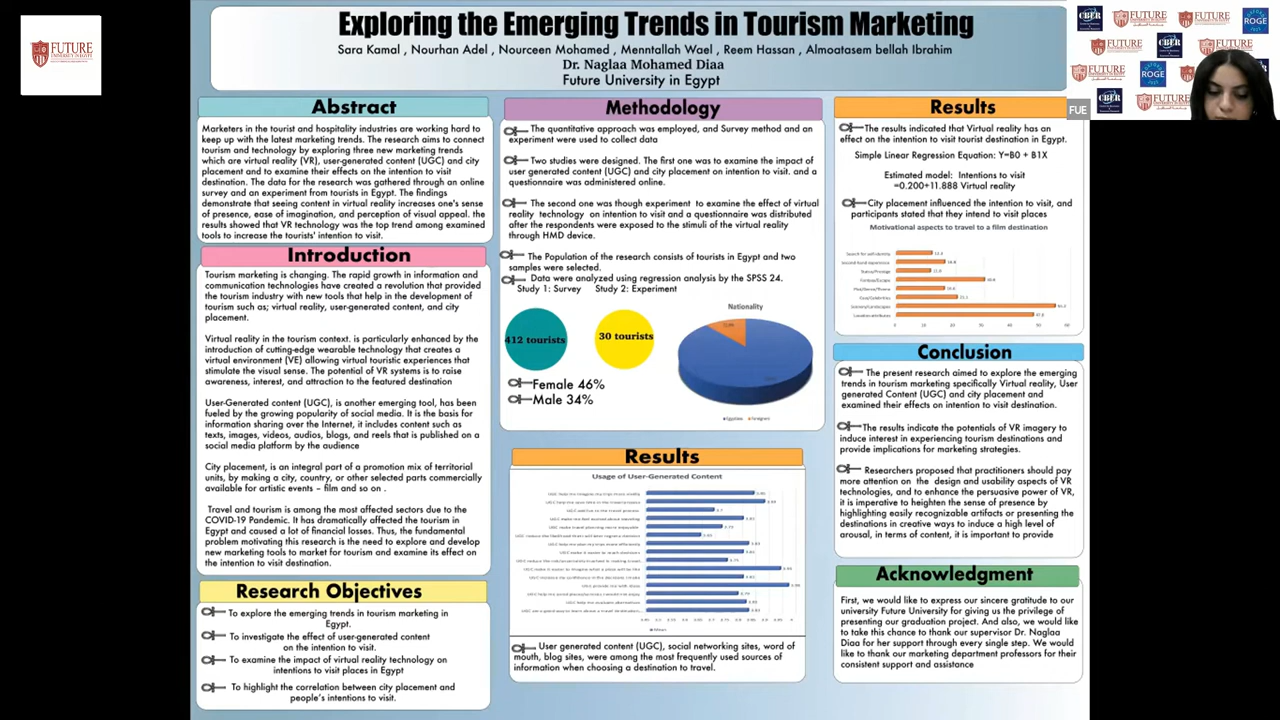 FUTURE
UNIVERSITY IN EGYPT
Exploring the Emerging Trends in Tourism Marketing
Sara Kamal , Nourhan Adel , Nourceen Mohamed , Menntallah Wael , Reem Hassan , Almoatasem bellah Ibrahim
Dr. Naglaa Mohamed Diaa
Future University in Egypt
Abstract
Marketers in the tourist and hospitality industries are working hard to
keep up with the latest marketing trends. The research aims to connect
tourism and technology by exploring three new marketing trends
which are virtual reality (VR), user-generated content (UGC) and city
placement and to examine their effects on the intention to visit
destination. The data for the research was gathered through an online
survey and an experiment from tourists in Egypt. The findings
demonstrate that seeing content in virtual reality increases one's sense
of presence, ease of imagination, and perception of visual appeal. the
results showed that VR technology was the top trend among examined
tools to increase the tourists' intention to visit.
Introduction
Tourism marketing is changing. The rapid growth in information and
communication technologies have created a revolution that provided
the tourism industry with new tools that help in the development of
tourism such as; virtual reality, user-generated content, and city
placement.
Virtual reality in the tourism context. is particularly enhanced by the
introduction of cutting-edge wearable technology that creates a
virtual environment (VE) allowing virtual touristic experiences that
stimulate the visual sense. The potential of VR systems is to raise
awareness, interest, and attraction to the featured destination
User-Generated content (UGC), is another emerging tool, has been
fueled by the growing popularity of social media. It is the basis for
information sharing over the Internet, it includes content such as
texts, images, videos, audios, blogs, and reels that is published on a
social media platform by the audience
City placement, is an integral part of a promotion mix of territorial
units, by making a city, country, or other selected parts commercially
available for artistic events – film and so on .
Travel and tourism is among the most affected sectors due to the
COVID-19 Pandemic. It has dramatically affected the tourism in
Egypt and caused a lot of financial losses. Thus, the fundamental
problem motivating this research is the need to explore and develop
new marketing tools to market for tourism and examine its effect on
the intention to visit destination.
Research Objectives
To explore the emerging trends in tourism marketing in
Egypt.
To investigate the effect of user-generated content
on the intention to visit.
To examine the impact of virtual reality technology on
intentions to visit places in Egypt
To highlight the correlation between city placement and
people's intentions to visit.
Methodology
The quantitative approach was employed, and Survey method and an
experiment were used to collect data
Two studies were designed. The first one was to examine the impact of
user generated content (UGC) and city placement on intention to visit. and a
questionnaire was administered online.
The second one was though experiment to examine the effect of virtual
reality technology on intention to visit and a questionnaire was distributed
after the respondents were exposed to the stimuli of the virtual reality
through HMD device.
The Population of the research consists of tourists in Egypt and two
samples were selected.
Data were analyzed using regression analysis by the SPSS 24.
Study 1: Survey Study 2: Experiment
412 tourists
30 tourists
Female 46%
Male 34%
Nationality
Egyptians Foreigners
Results
Usage of User-Generated Content
Mean
User generated content (UGC), social networking sites, word of
mouth, blog sites, were among the most frequently used sources of
information when choosing a destination to travel.
Results
The results indicated that Virtual reality has an
effect on the intention to visit tourist destination in Egypt.
Simple Linear Regression Equation: Y=B0 + B1X
Estimated model: Intentions to visit
=0.200+11.888 Virtual reality
City placement influenced the intention to visit, and
participants stated that they intend to visit places
Motivational aspects to travel to a film destination
Search for self-identity
Status/Prestige
Fantasy/Escape
Plot/Genre/Theme
Cast/Celebrities
Scenery/Landscapes
Location attributes
0 10 20 30 40 50 60
Conclusion
The present research aimed to explore the emerging
trends in tourism marketing specifically Virtual reality, User
generated Content (UGC) and city placement and
examined their effects on intention to visit destination.
The results indicate the potentials of VR imagery to
induce interest in experiencing tourism destinations and
provide implications for marketing strategies.
Researchers proposed that practitioners should pay
more attention on the design and usability aspects of VR
technologies, and to enhance the persuasive power of VR,
it is imperative to heighten the sense of presence by
highlighting easily recognizable artifacts or presenting the
destinations in creative ways to induce a high level of
arousal, in terms of content, it is important to provide
Acknowledgment
First, we would like to express our sincere gratitude to our
university Future University for giving us the privilege of
presenting our graduation project. And also, we would like
to take this chance to thank our supervisor Dr. Naglaa
Diaa for her support through every single step. We would
like to thank our marketing department professors for their
consistent support and assistance
CBER
FUTURE
FUTURE
ROGE
FUTURE
CBER
FUTURE
FUTURE
ROGE
FUTURE
CBER
FUTURE
FUE